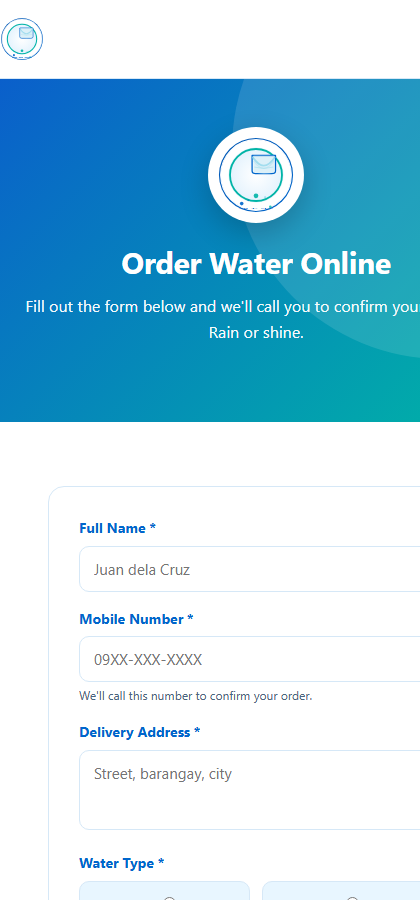 Order Water Online
Fill out the form below and we'll call you to confirm you
Rain or shine.
Full Name *
Juan dela Cruz
Mobile Number *
09XX-XXX-XXXX
We'll call this number to confirm your order.
Delivery Address *
Street, barangay, city
Water Type *